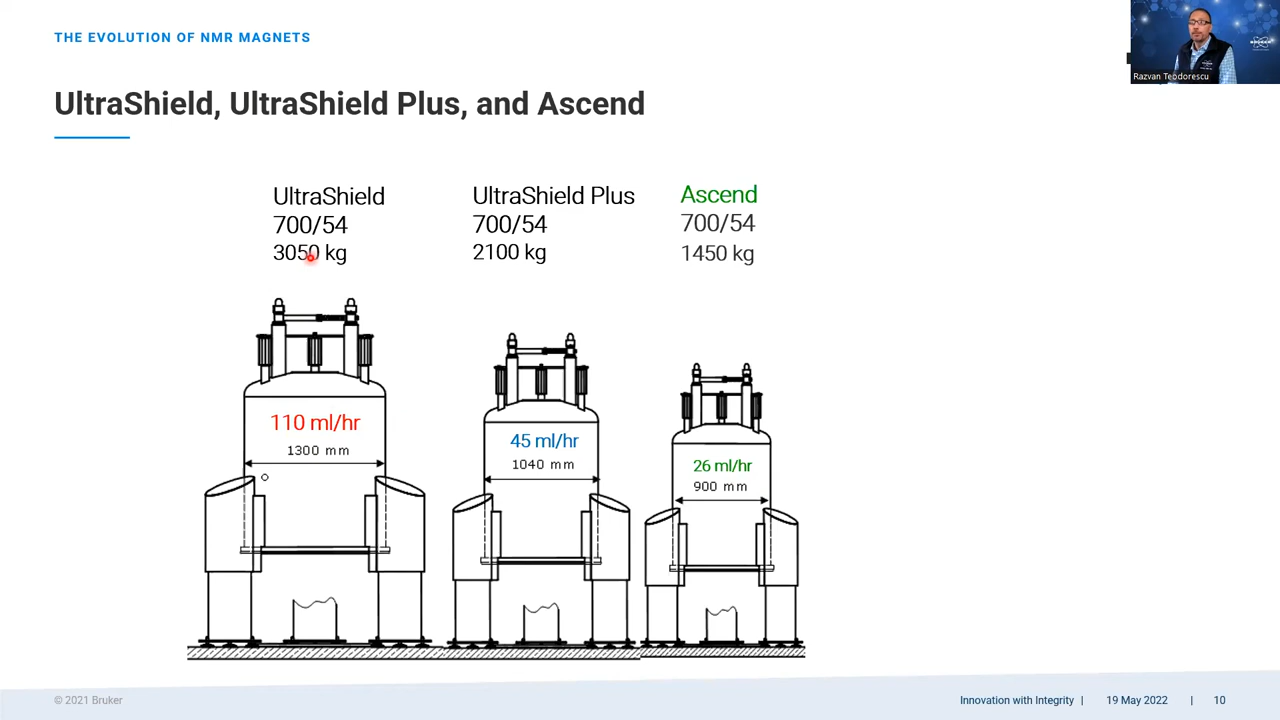 THE EVOLUTION OF NMR MAGNETS
UltraShield, UltraShield Plus, and Ascend
BRUKER
Razvan Teodorescu
UltraShield
700/54
3050 kg
UltraShield Plus
700/54
2100 kg
Ascend
700/54
1450 kg
110 ml/hr
1300 mm
45 ml/hr
1040 mm
26 ml/hr
900 mm
© 2021 Bruker
Innovation with Integrity | 19 May 2022 | 10